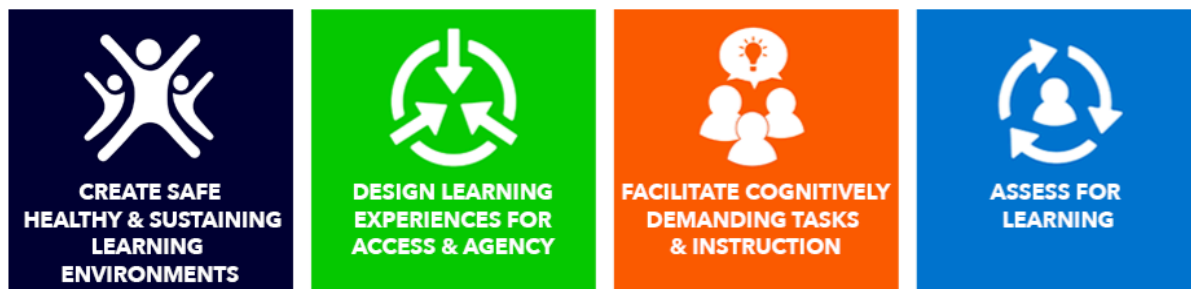 CREATE SAFE
HEALTHY & SUSTAINING
LEARNING
ENVIRONMENTS
DESIGN LEARNING
EXPERIENCES FOR
ACCESS & AGENCY
FACILITATE COGNITIVELY
DEMANDING TASKS
& INSTRUCTION
ASSESS FOR
LEARNING